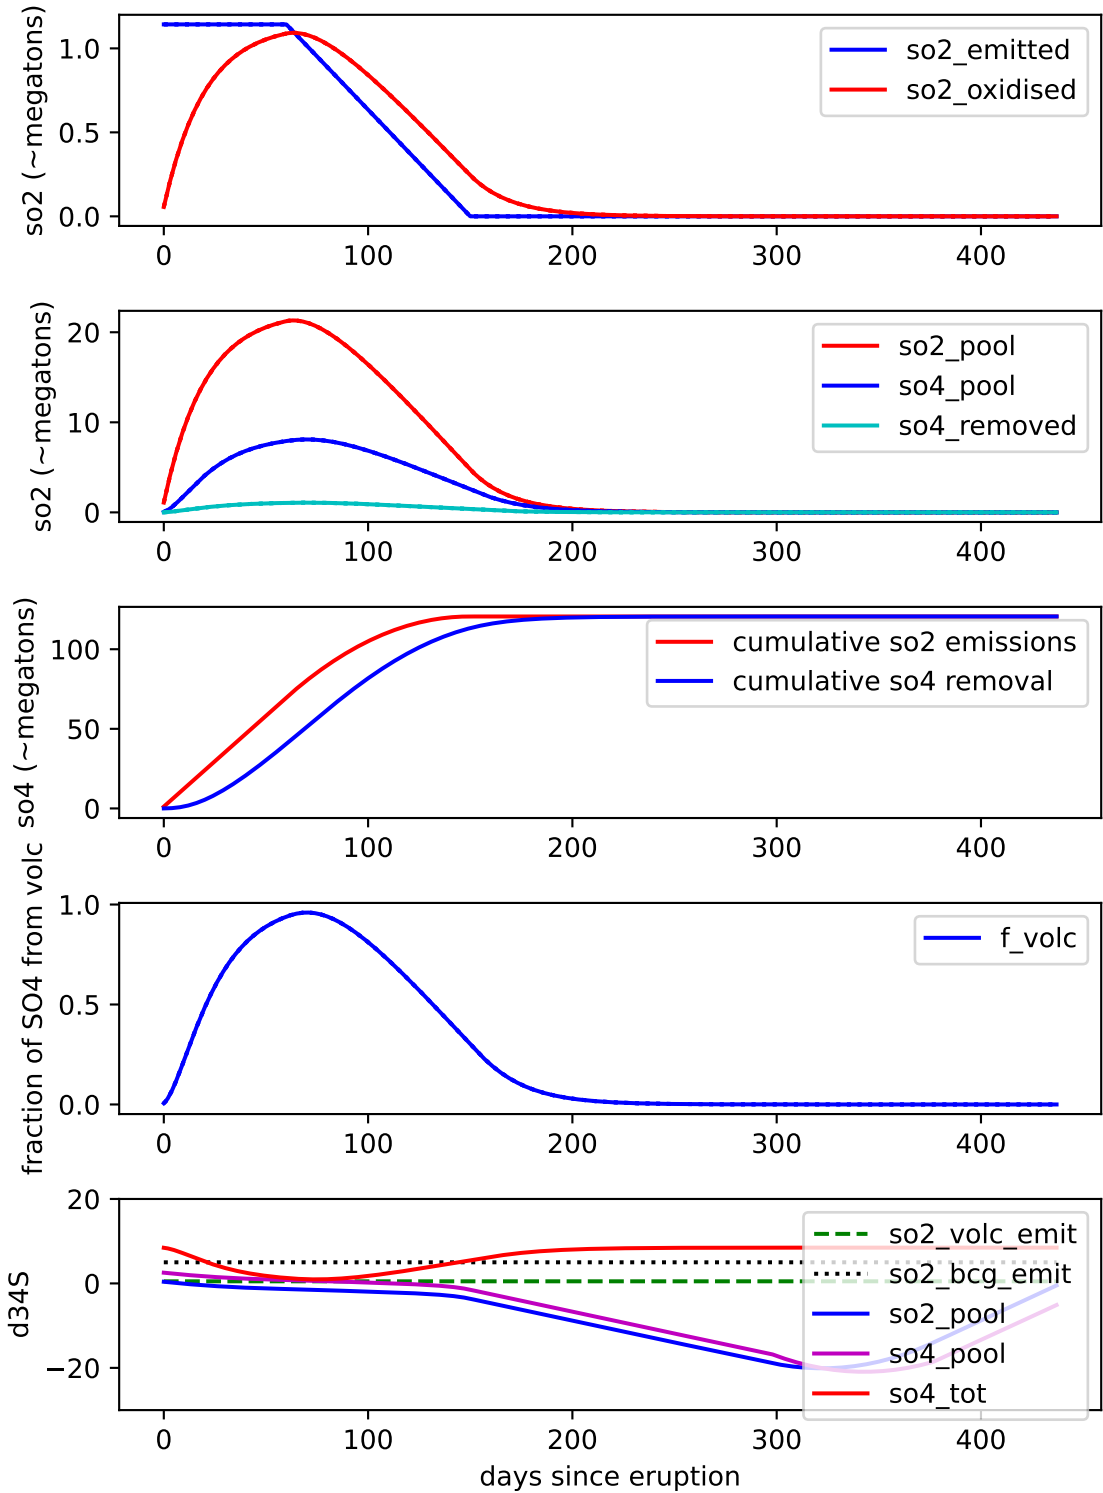 so2 (~megatons)
1.0
0.5
0.0
so2_emitted
so2_oxidised
0 100 200 300 400
so2 (~megatons)
20
10
0
so2_pool
so4_pool
so4_removed
0 100 200 300 400
so4 (~megatons)
100
50
0
cumulative so2 emissions
cumulative so4 removal
0 100 200 300 400
fraction of SO4 from volc
1.0
0.5
0.0
f_volc
0 100 200 300 400
d34S
20
0
−20
so2_volc_emit
so2_bcg_emit
so2_pool
so4_pool
so4_tot
0 100 200 300 400
days since eruption